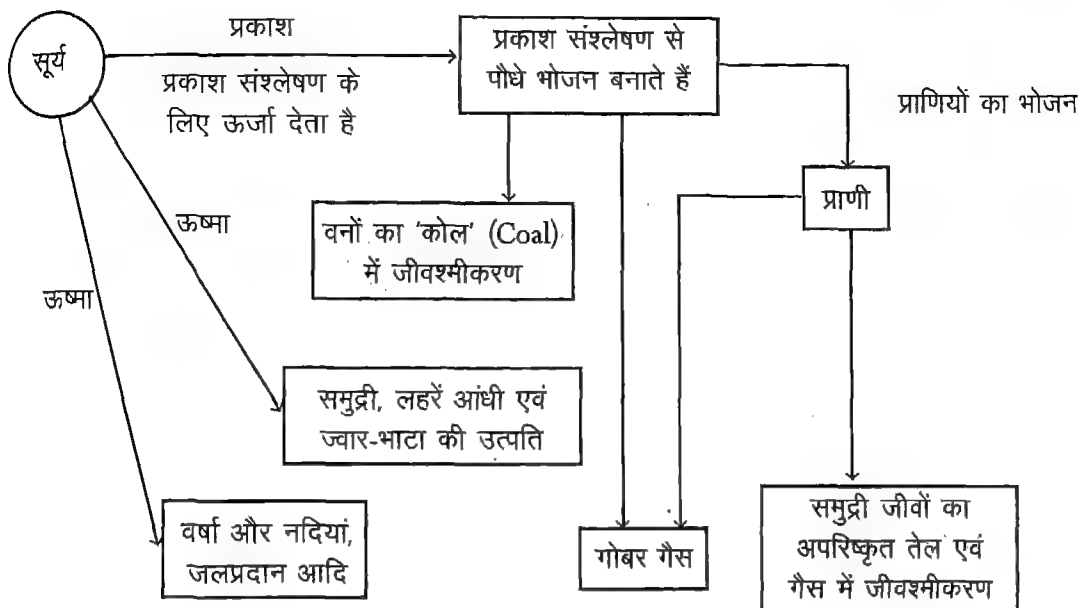 सूर्य
प्रकाश
प्रकाश संश्लेषण के
लिए ऊर्जा देता है
प्रकाश संश्लेषण से
पौधे भोजन बनाते हैं
प्राणियों का भोजन
प्राणी
ऊष्मा
वनों का 'कोल' (Coal)
में जीवश्मीकरण
ऊष्मा
समुद्री, लहरें आंधी एवं
ज्वार-भाटा की उत्पति
वर्षा और नदियां,
जलप्रदान आदि
गोबर गैस
समुद्री जीवों का
अपरिष्कृत तेल एवं
गैस में जीवश्मीकरण